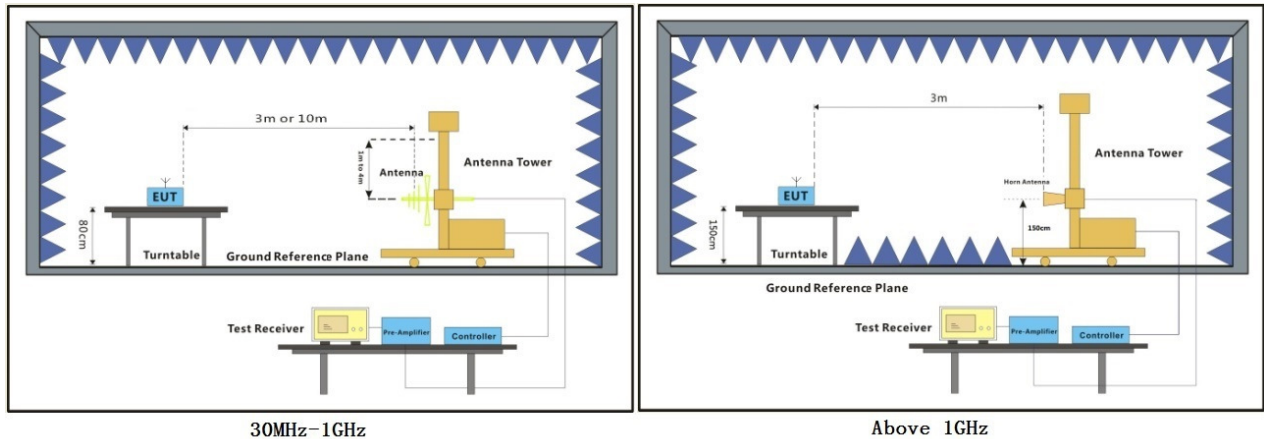 3m or 10m
1m to 4m
Antenna
Antenna Tower
EUT
80cm
Turntable
Ground Reference Plane
Test Receiver
Pre-Amplifier
Controller
30MHz-1GHz
3m
Antenna Tower
Horn Antenna
EUT
150cm
150cm
Turntable
Ground Reference Plane
Test Receiver
Pre-Amplifier
Controller
Above 1GHz